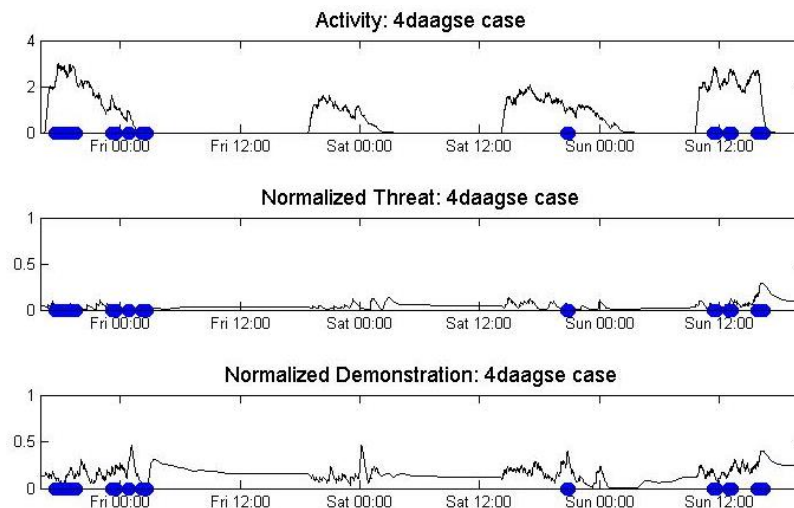 Activity: 4daagse case
4
2
0
Fri 00:00 Fri 12:00 Sat 00:00 Sat 12:00 Sun 00:00 Sun 12:00
Normalized Threat: 4daagse case
1
0.5
0
Fri 00:00 Fri 12:00 Sat 00:00 Sat 12:00 Sun 00:00 Sun 12:00
Normalized Demonstration: 4daagse case
1
0.5
0
Fri 00:00 Fri 12:00 Sat 00:00 Sat 12:00 Sun 00:00 Sun 12:00